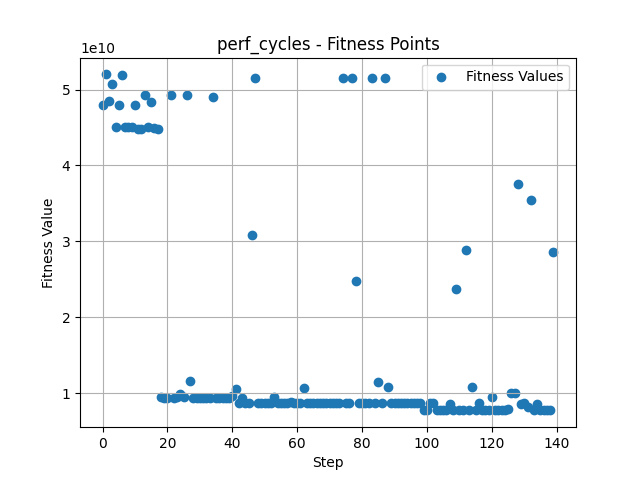 perf_cycles - Fitness Points
1e10
Fitness Values
5
4
3
2
1
Fitness Value
0 20 40 60 80 100 120 140
Step